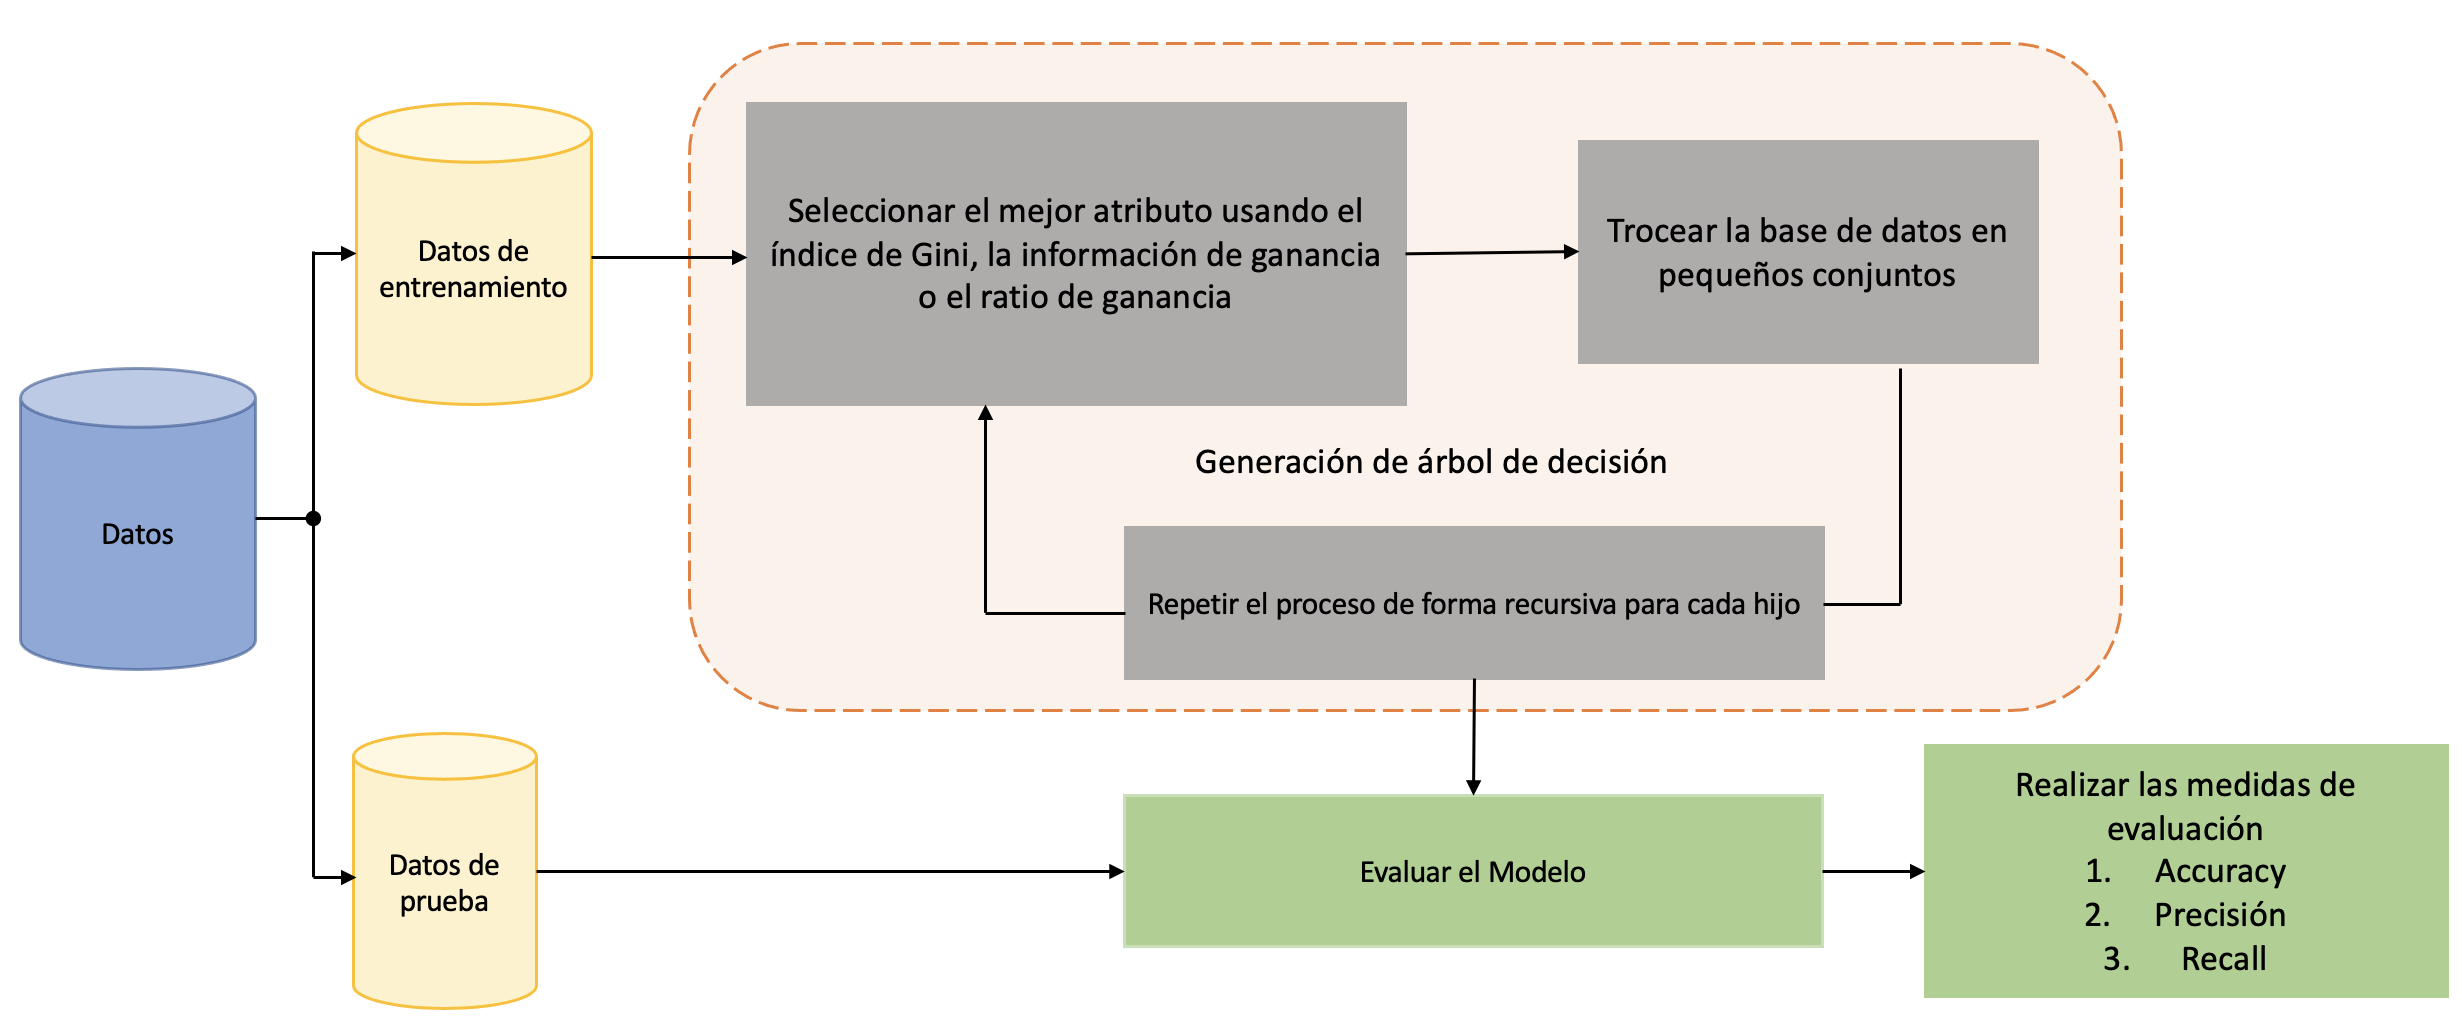 Datos
Datos de
entrenamiento
Seleccionar el mejor atributo usando el
índice de Gini, la información de ganancia
o el ratio de ganancia
Trocear la base de datos en
pequeños conjuntos
Generación de árbol de decisión
Repetir el proceso de forma recursiva para cada hijo
Datos de
prueba
Evaluar el Modelo
Realizar las medidas de
evaluación
1. Accuracy
2. Precisión
3. Recall